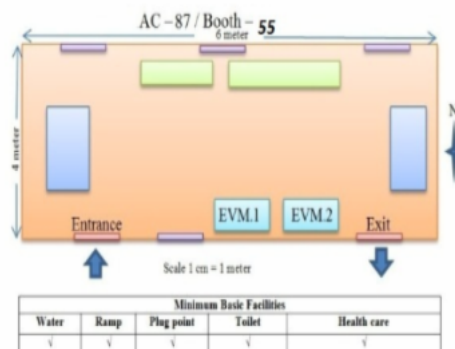 AC – 87 / Booth – 55
6 meter
4 meter
N
EVM.1 EVM.2
Entrance Exit
Scale 1 cm = 1 meter
Minimum Basic Facilities
Water Ramp Plug point Toilet Health care
√ √ √ √ √